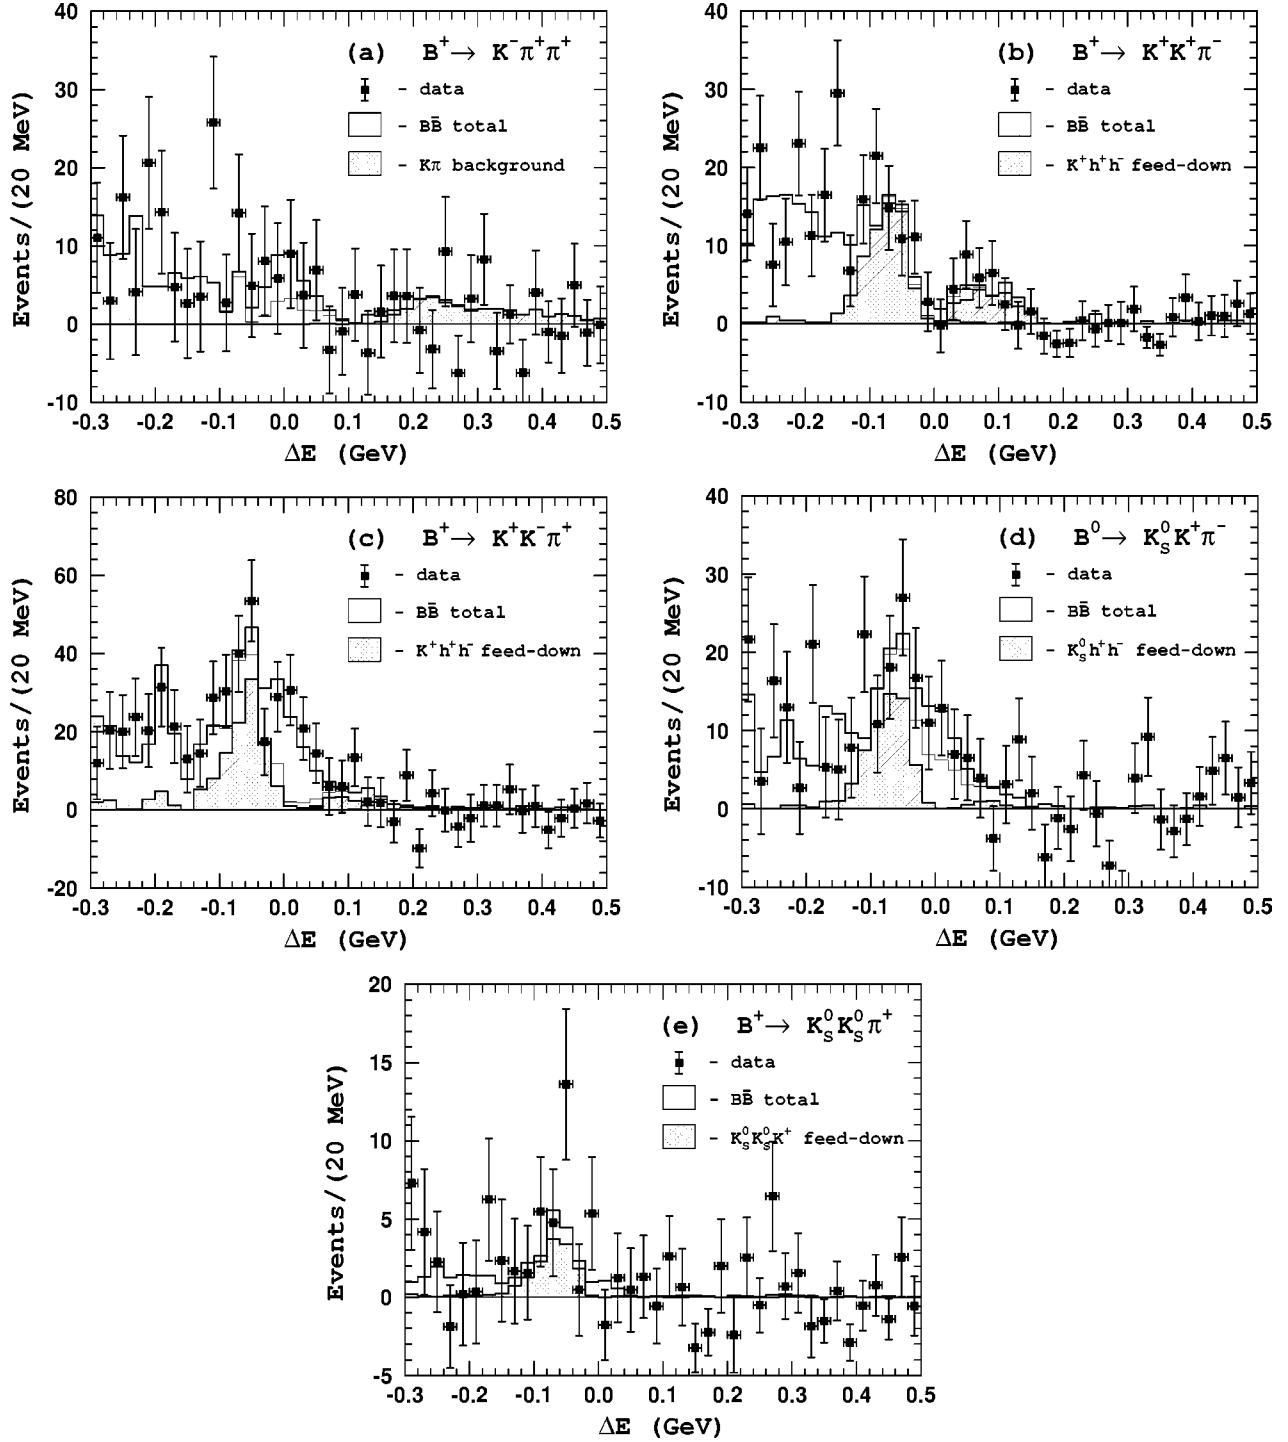 (a) B⁺→ K⁻π⁺π⁺
– data
– BB̄ total
– Kπ background
40
30
20
10
0
-10
-0.3 -0.2 -0.1 0.0 0.1 0.2 0.3 0.4 0.5
Events/(20 MeV)
ΔE (GeV)
(b) B⁺→ K⁺K⁺π⁻
– data
– BB̄ total
– K⁺h⁺h⁻ feed-down
40
30
20
10
0
-10
-0.3 -0.2 -0.1 0.0 0.1 0.2 0.3 0.4 0.5
Events/(20 MeV)
ΔE (GeV)
(c) B⁺→ K⁺K⁻π⁺
– data
– BB̄ total
– K⁺h⁺h⁻ feed-down
80
60
40
20
0
-20
-0.3 -0.2 -0.1 0.0 0.1 0.2 0.3 0.4 0.5
Events/(20 MeV)
ΔE (GeV)
(d) B⁰→ K⁰_S K⁺π⁻
– data
– BB̄ total
– K⁰_S h⁺h⁻ feed-down
40
30
20
10
0
-10
-0.3 -0.2 -0.1 0.0 0.1 0.2 0.3 0.4 0.5
Events/(20 MeV)
ΔE (GeV)
(e) B⁺→ K⁰_S K⁰_S π⁺
– data
– BB̄ total
– K⁰_S K⁰_S K⁺ feed-down
20
15
10
5
0
-5
-0.3 -0.2 -0.1 0.0 0.1 0.2 0.3 0.4 0.5
Events/(20 MeV)
ΔE (GeV)